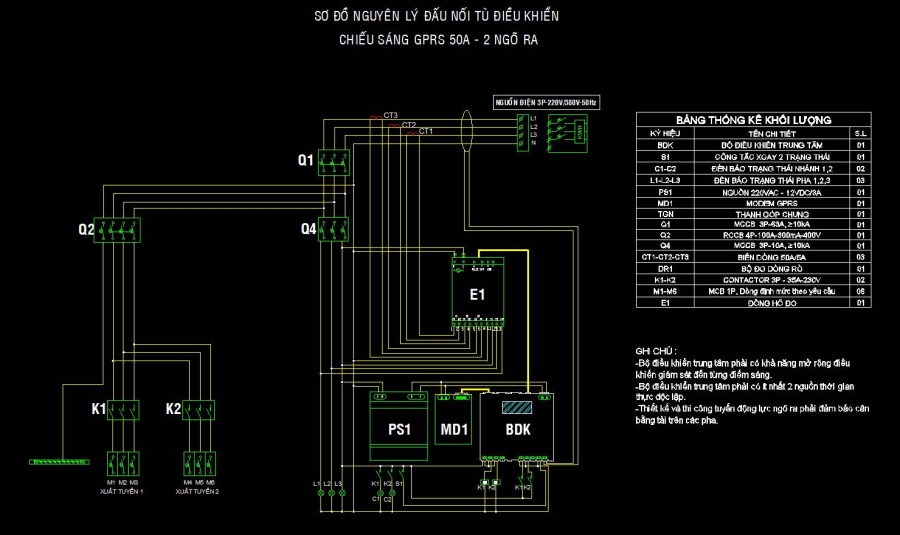 SƠ ĐỒ NGUYÊN LÝ ĐẤU NỐI TỦ ĐIỀU KHIỂN
CHIẾU SÁNG GPRS 50A - 2 NGÕ RA
NGUỒN ĐIỆN 3P-220V/380V-50Hz
CT3
CT2
CT1
L1
L2
L3
N
Q1
Q2
Q4
E1
K1
K2
PS1
MD1
BDK
M1 M2 M3
XUẤT TUYẾN 1
M4 M5 M6
XUẤT TUYẾN 2
L1 L2 L3
K1 K2 S1
C1 C2
K1 K2
K1 K2
BẢNG THỐNG KÊ KHỐI LƯỢNG
KÝ HIỆU TÊN CHI TIẾT S.L
BDK BỘ ĐIỀU KHIỂN TRUNG TÂM 01
S1 CÔNG TẮC XOAY 2 TRẠNG THÁI 01
C1-C2 ĐÈN BÁO TRẠNG THÁI NHÁNH 1,2 02
L1-L2-L3 ĐÈN BÁO TRẠNG THÁI PHA 1,2,3 03
PS1 NGUỒN 220VAC - 12VDC/3A 01
MD1 MODEM GPRS 01
TGN THANH GÓP CHUNG 01
Q1 MCCB 3P-63A, ≥10kA 01
Q2 RCCB 4P-100A-300mA-400V 01
Q4 MCCB 3P-10A, ≥10kA 01
CT1-CT2-CT3 BIẾN DÒNG 50A/5A 03
DR1 BỘ ĐO DÒNG RÒ 01
K1-K2 CONTACTOR 3P - 35A-230V 02
M1-M6 MCB 1P, Dòng định mức theo yêu cầu 06
E1 ĐỒNG HỒ ĐO 01
GHI CHÚ :
-Bộ điều khiển trung tâm phải có khả năng mở rộng điều
khiển giám sát đến từng điểm sáng.
-Bộ điều khiển trung tâm phải có ít nhất 2 nguồn thời gian
thực độc lập.
-Thiết kế và thi công tuyến động lực ngõ ra phải đảm bảo cân
bằng tải trên các pha.